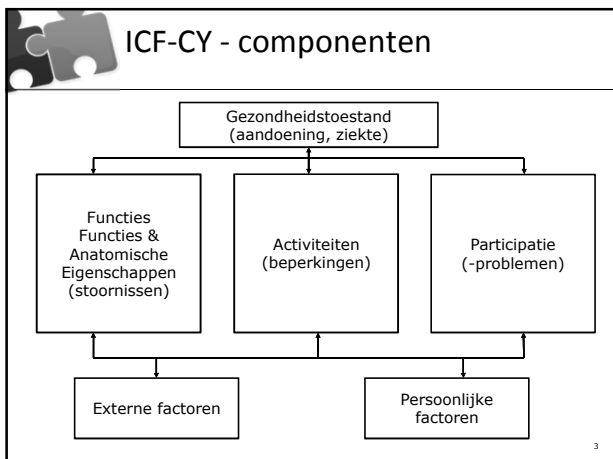 ICF-CY - componenten
Gezondheidstoestand
(aandoening, ziekte)
Functies
Functies &
Anatomische
Eigenschappen
(stoornissen)
Activiteiten
(beperkingen)
Participatie
(-problemen)
Externe factoren
Persoonlijke
factoren
3